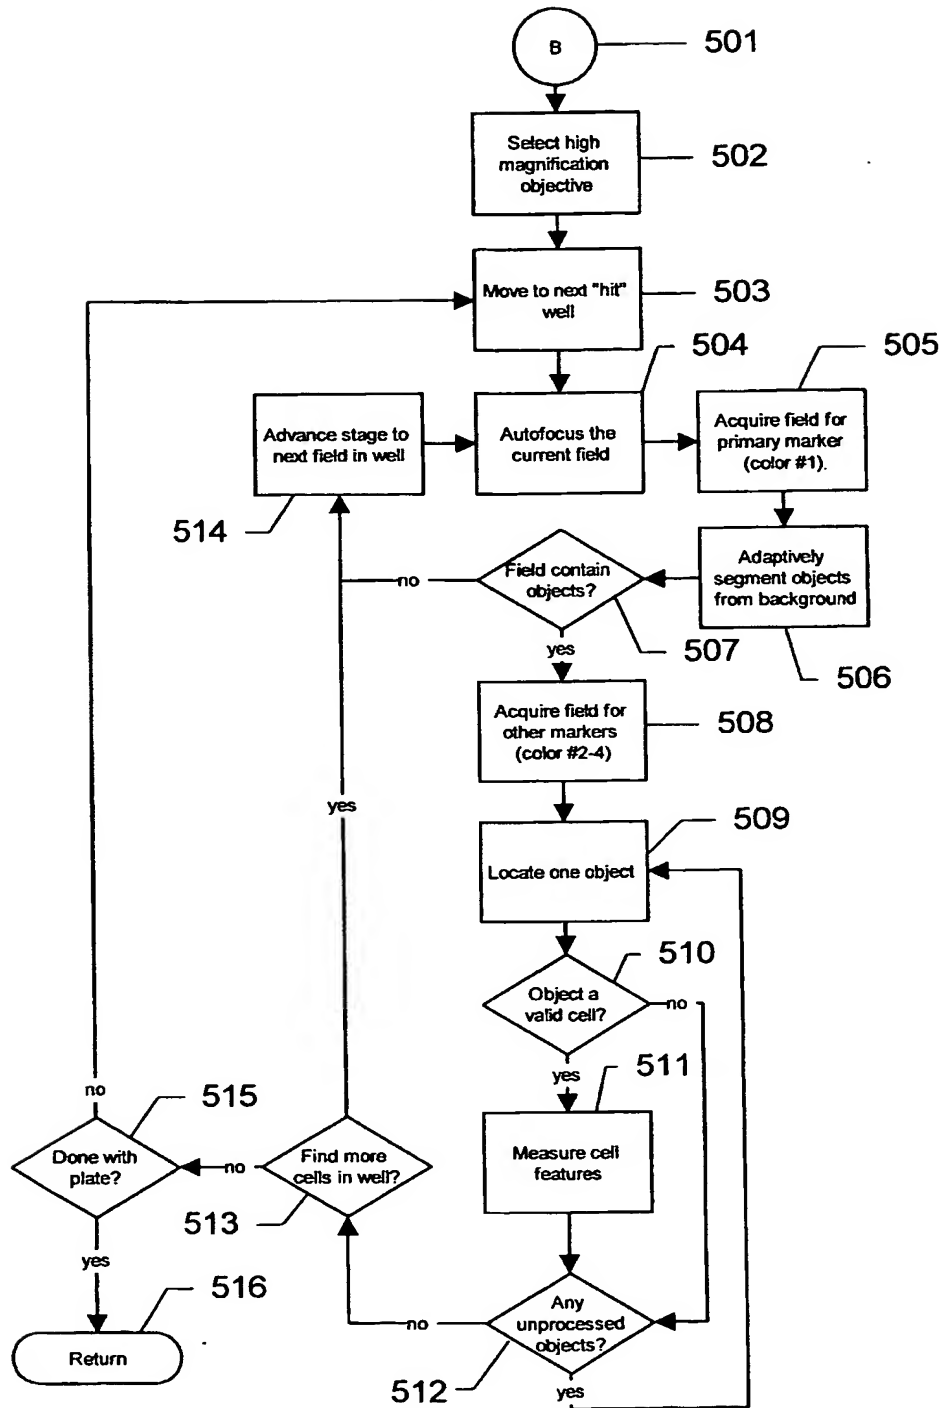 B
501
Select high
magnification
objective
502
Move to next "hit"
well
503
504
505
Advance stage to
next field in well
Autofocus the
current field
Acquire field for
primary marker
(color #1).
514
Field contain
objects?
no
Adaptively
segment objects
from background
yes
507
506
Acquire field for
other markers
(color #2-4)
508
yes
509
Locate one object
510
Object a
valid cell?
no
yes
511
no
515
Done with
plate?
no
Find more
cells in well?
Measure cell
features
513
yes
516
Any
unprocessed
objects?
no
Return
512
yes